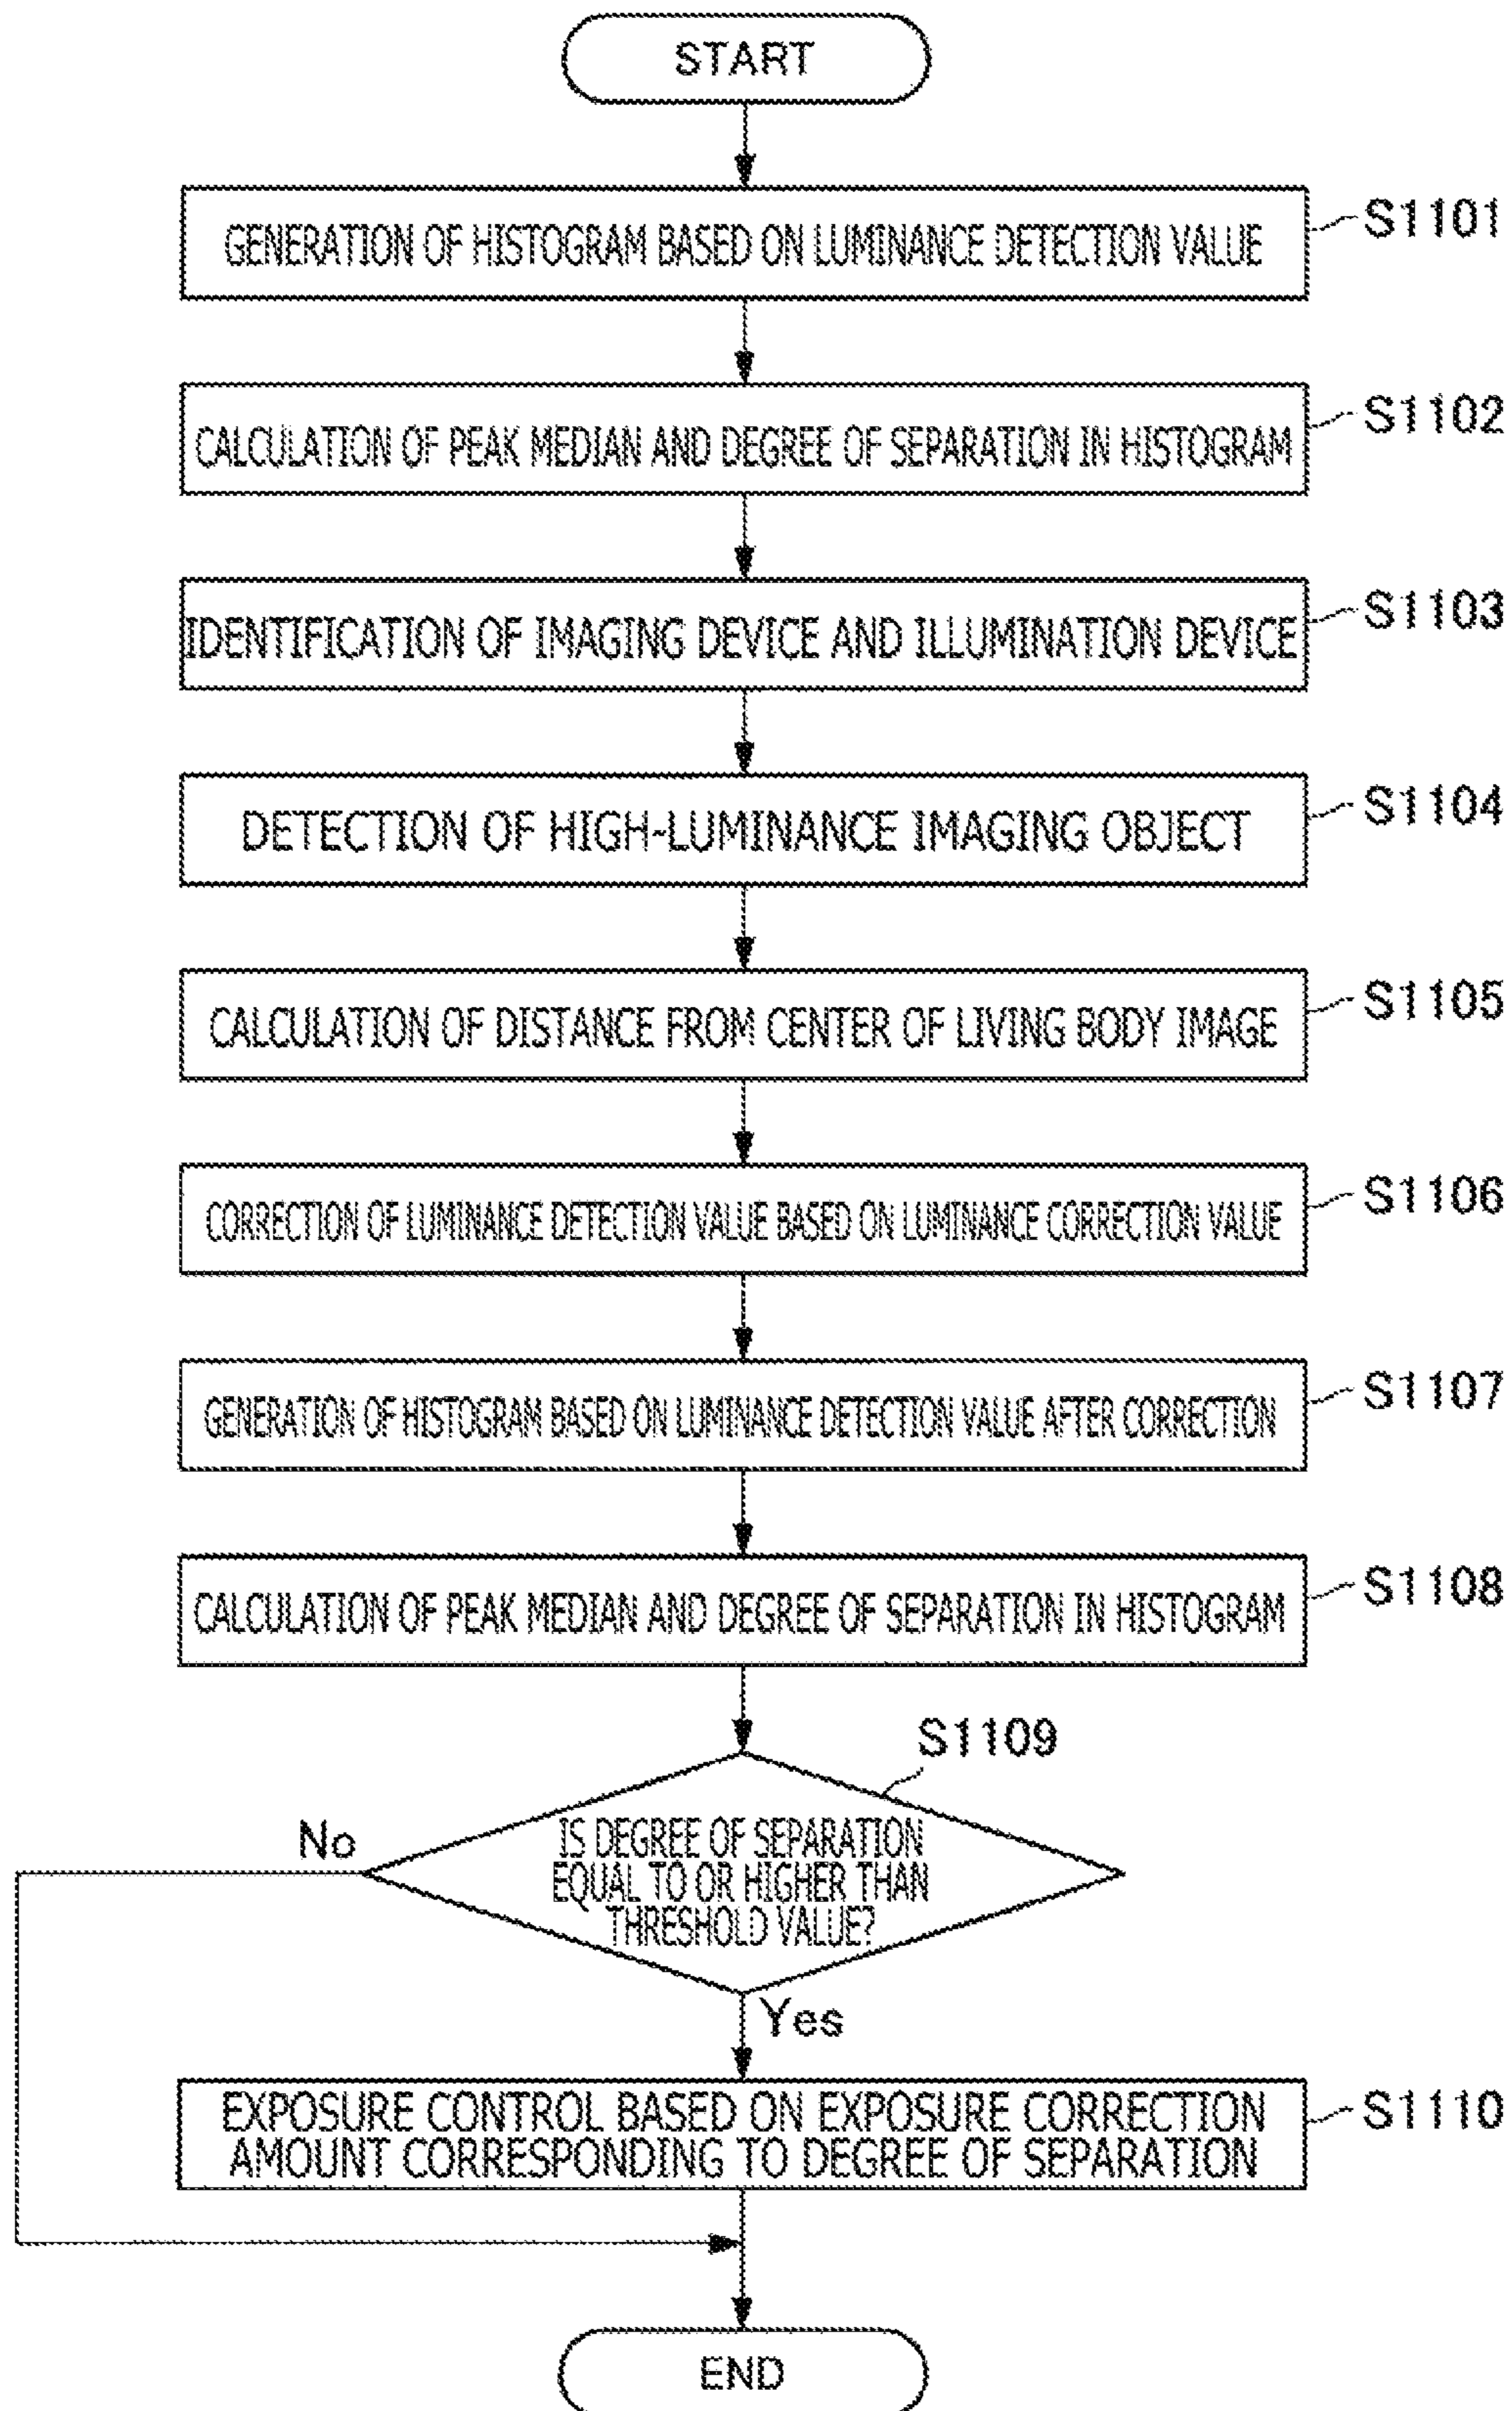 START
GENERATION OF HISTOGRAM BASED ON LUMINANCE DETECTION VALUE
S1101
CALCULATION OF PEAK MEDIAN AND DEGREE OF SEPARATION IN HISTOGRAM
S1102
IDENTIFICATION OF IMAGING DEVICE AND ILLUMINATION DEVICE
S1103
DETECTION OF HIGH-LUMINANCE IMAGING OBJECT
S1104
CALCULATION OF DISTANCE FROM CENTER OF LIVING BODY IMAGE
S1105
CORRECTION OF LUMINANCE DETECTION VALUE BASED ON LUMINANCE CORRECTION VALUE
S1106
GENERATION OF HISTOGRAM BASED ON LUMINANCE DETECTION VALUE AFTER CORRECTION
S1107
CALCULATION OF PEAK MEDIAN AND DEGREE OF SEPARATION IN HISTOGRAM
S1108
S1109
No
IS DEGREE OF SEPARATION
EQUAL TO OR HIGHER THAN
THRESHOLD VALUE?
Yes
EXPOSURE CONTROL BASED ON EXPOSURE CORRECTION
AMOUNT CORRESPONDING TO DEGREE OF SEPARATION
S1110
END